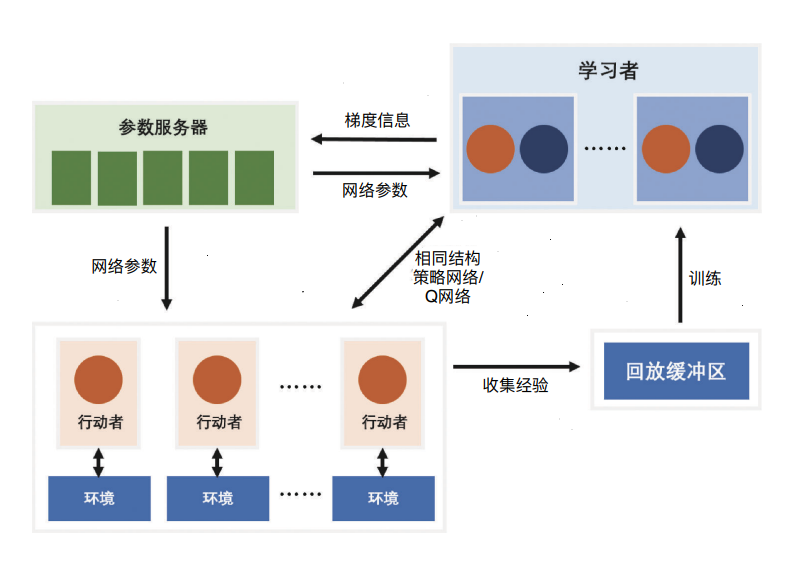 学习者
参数服务器
梯度信息
......
网络参数
网络参数
相同结构
策略网络/
Q网络
训练
......
行动者
行动者
行动者
收集经验
回放缓冲区
环境
环境
......
环境